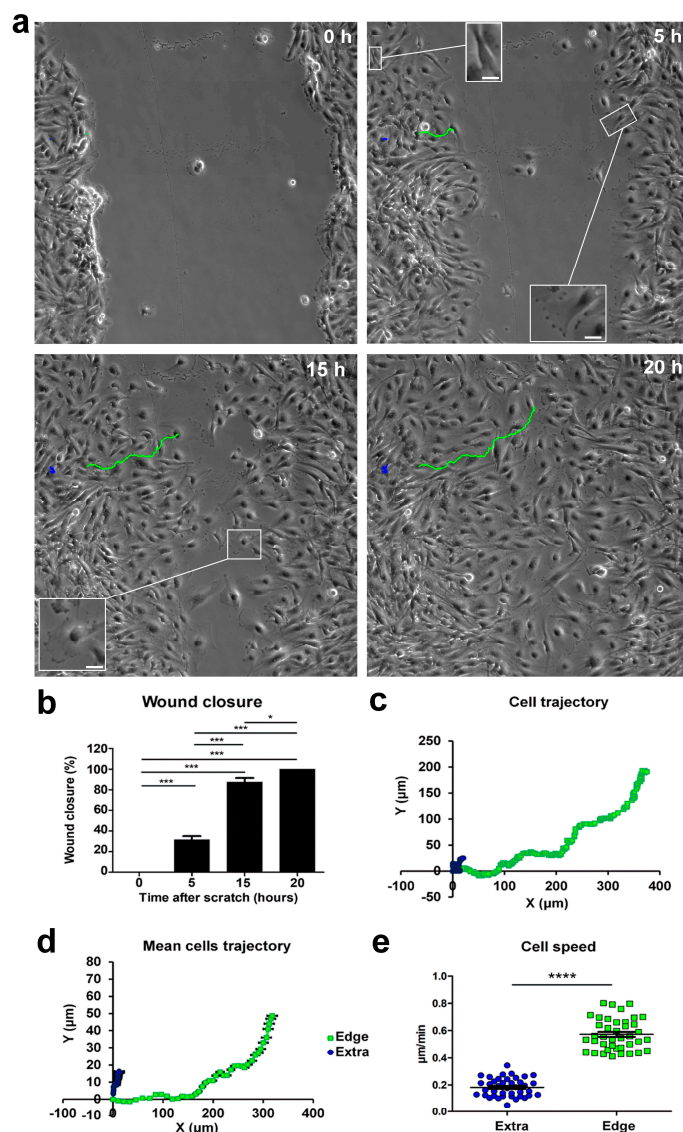 a
0 h
5 h
15 h
20 h
b
Wound closure
*
***
***
***
***
***
Wound closure (%)
120
100
80
60
40
20
0
0
5
15
20
Time after scratch (hours)
c
Cell trajectory
Y (µm)
250
200
150
100
50
0
-50
-100
0
100
200
300
400
X (µm)
d
Mean cells trajectory
Y (µm)
80
70
60
50
40
30
20
10
0
-10
-100
0
100
200
300
400
X (µm)
Edge
Extra
e
Cell speed
****
µm/min
1.0
0.8
0.6
0.4
0.2
0.0
Extra
Edge